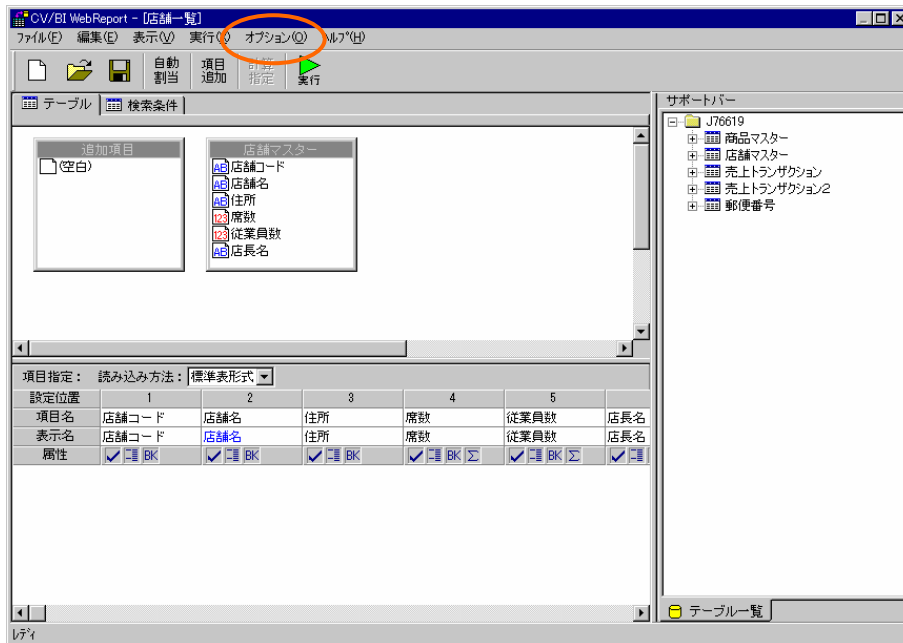 CV/BI WebReport - [店舗一覧]
ファイル(F) 編集(E) 表示(V) 実行(X) オプション(O) ヘルプ(H)
自動割当 項目追加 計算指定 実行
テーブル 検索条件
追加項目
(空白)
店舗マスター
店舗コード
店舗名
住所
席数
従業員数
店長名
項目指定: 読み込み方法: 標準表形式
設定位置 1 2 3 4 5
項目名 店舗コード 店舗名 住所 席数 従業員数 店長名
表示名 店舗コード 店舗名 住所 席数 従業員数 店長名
属性 BK BK BK BK Σ BK Σ
サポートバー
J76619
商品マスター
店舗マスター
売上トランザクション
売上トランザクション2
郵便番号
テーブル一覧
レディ